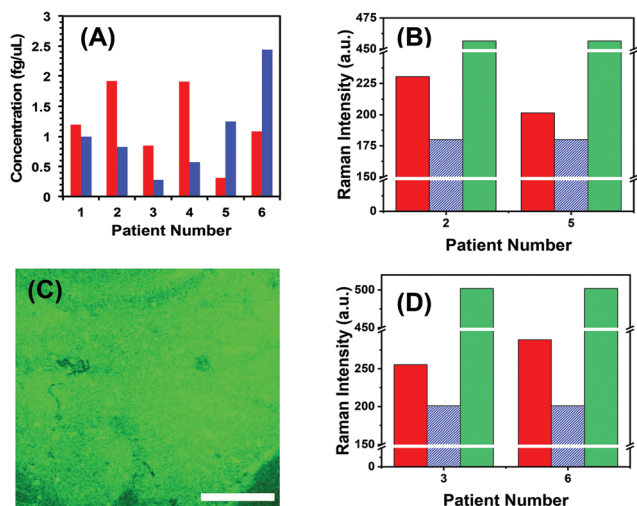 (A)
Concentration (fg/uL)
3
2.5
2
1.5
1
0.5
0
1 2 3 4 5 6
Patient Number
(B)
Raman Intensity (a.u.)
475
450
225
200
175
150
0
2 5
Patient Number
(C)
(D)
Raman Intensity (a.u.)
500
450
250
200
150
0
3 6
Patient Number